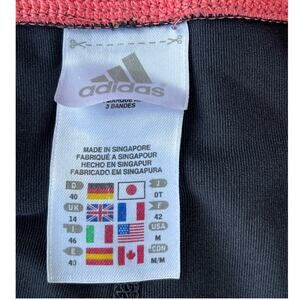 adidas
3 BANDES
MADE IN SINGAPORE
FABRIQUÉ À SINGAPOUR
HECHO EN SINGAPUR
FABRICADO EM SINGAPURA
D J
40 OT
UK F
14 42
I USA
46 M
E CDN
40 M/M